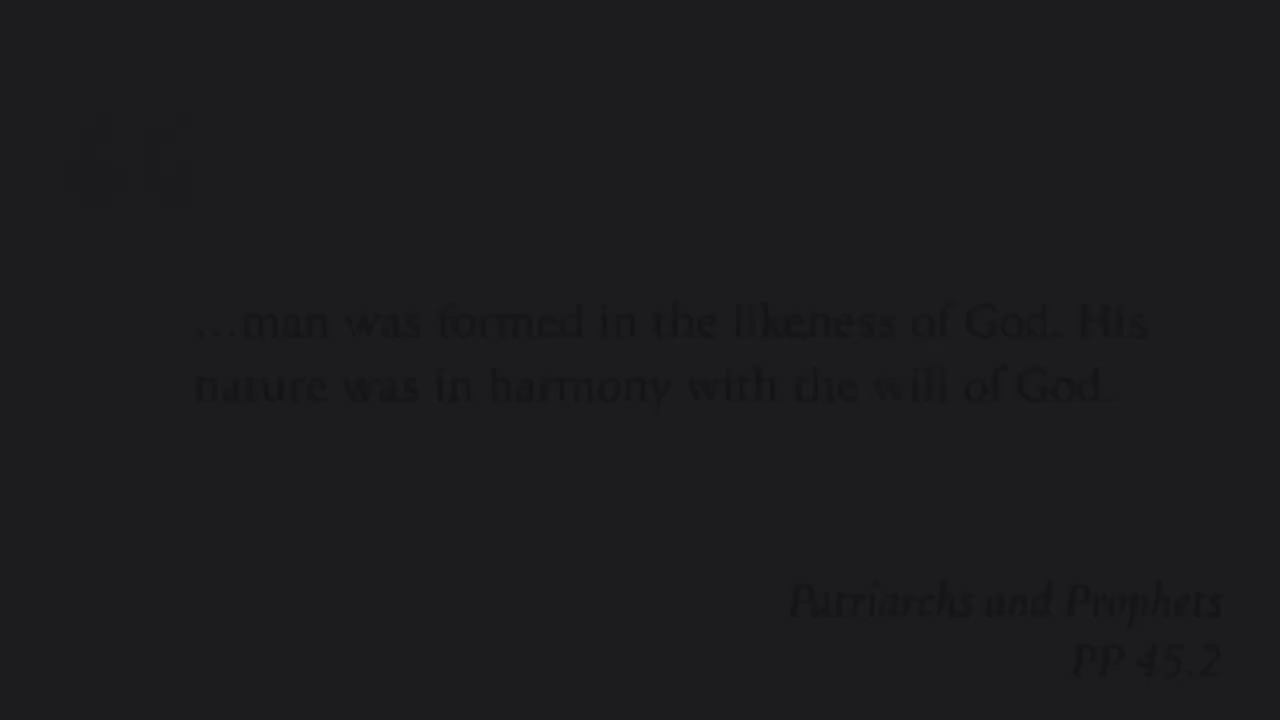 …man was formed in the likeness of God. His
nature was in harmony with the will of God.
Patriarchs and Prophets
PP 45.2